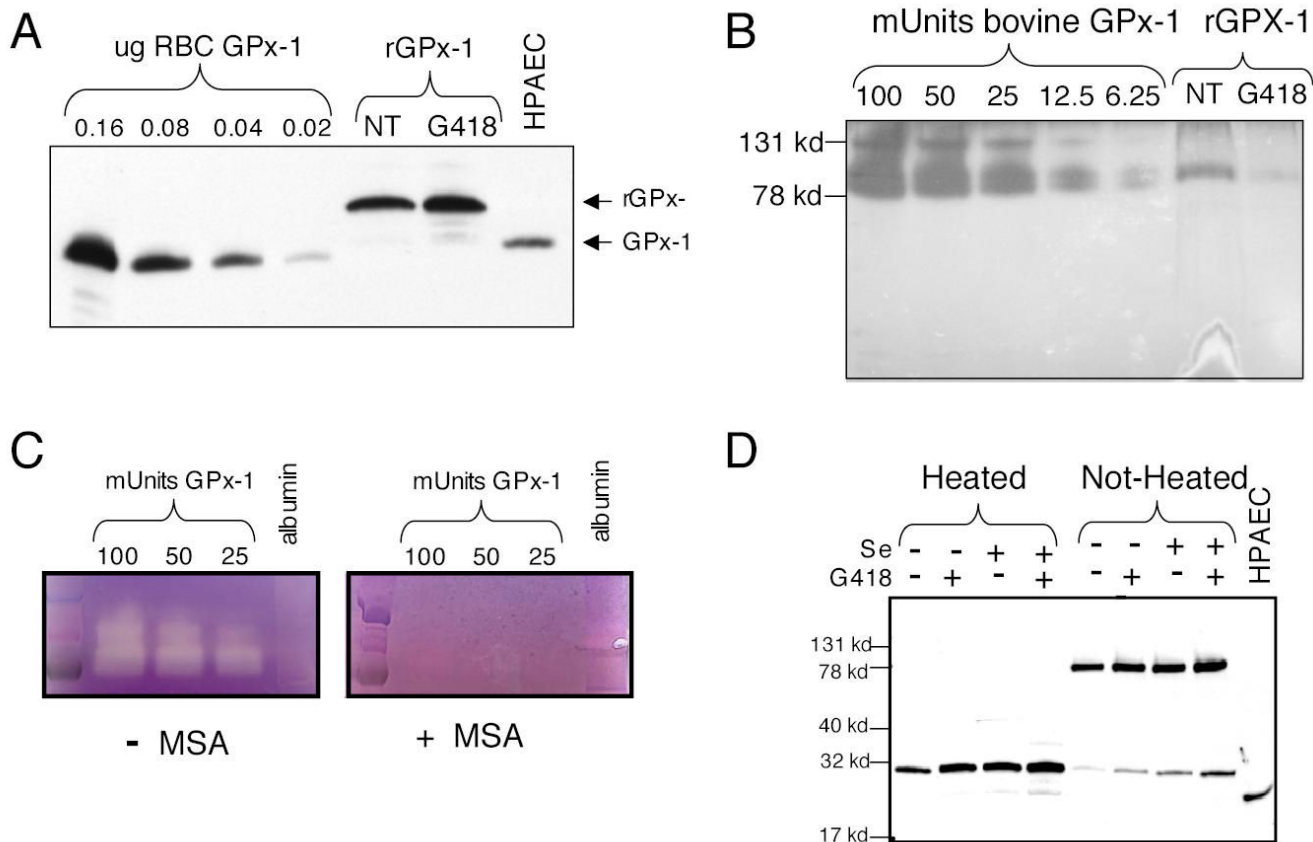 A
ug RBC GPx-1
rGPx-1
HPAEC
0.16 0.08 0.04 0.02 NT G418
rGPx-
GPx-1
B
mUnits bovine GPx-1 rGPX-1
100 50 25 12.5 6.25 NT G418
131 kd
78 kd
C
mUnits GPx-1
albumin
100 50 25
- MSA
mUnits GPx-1
albumin
100 50 25
+ MSA
D
Heated Not-Heated
HPAEC
Se - - + + - - + +
G418 - + - + - + - +
131 kd
78 kd
40 kd
32 kd
17 kd